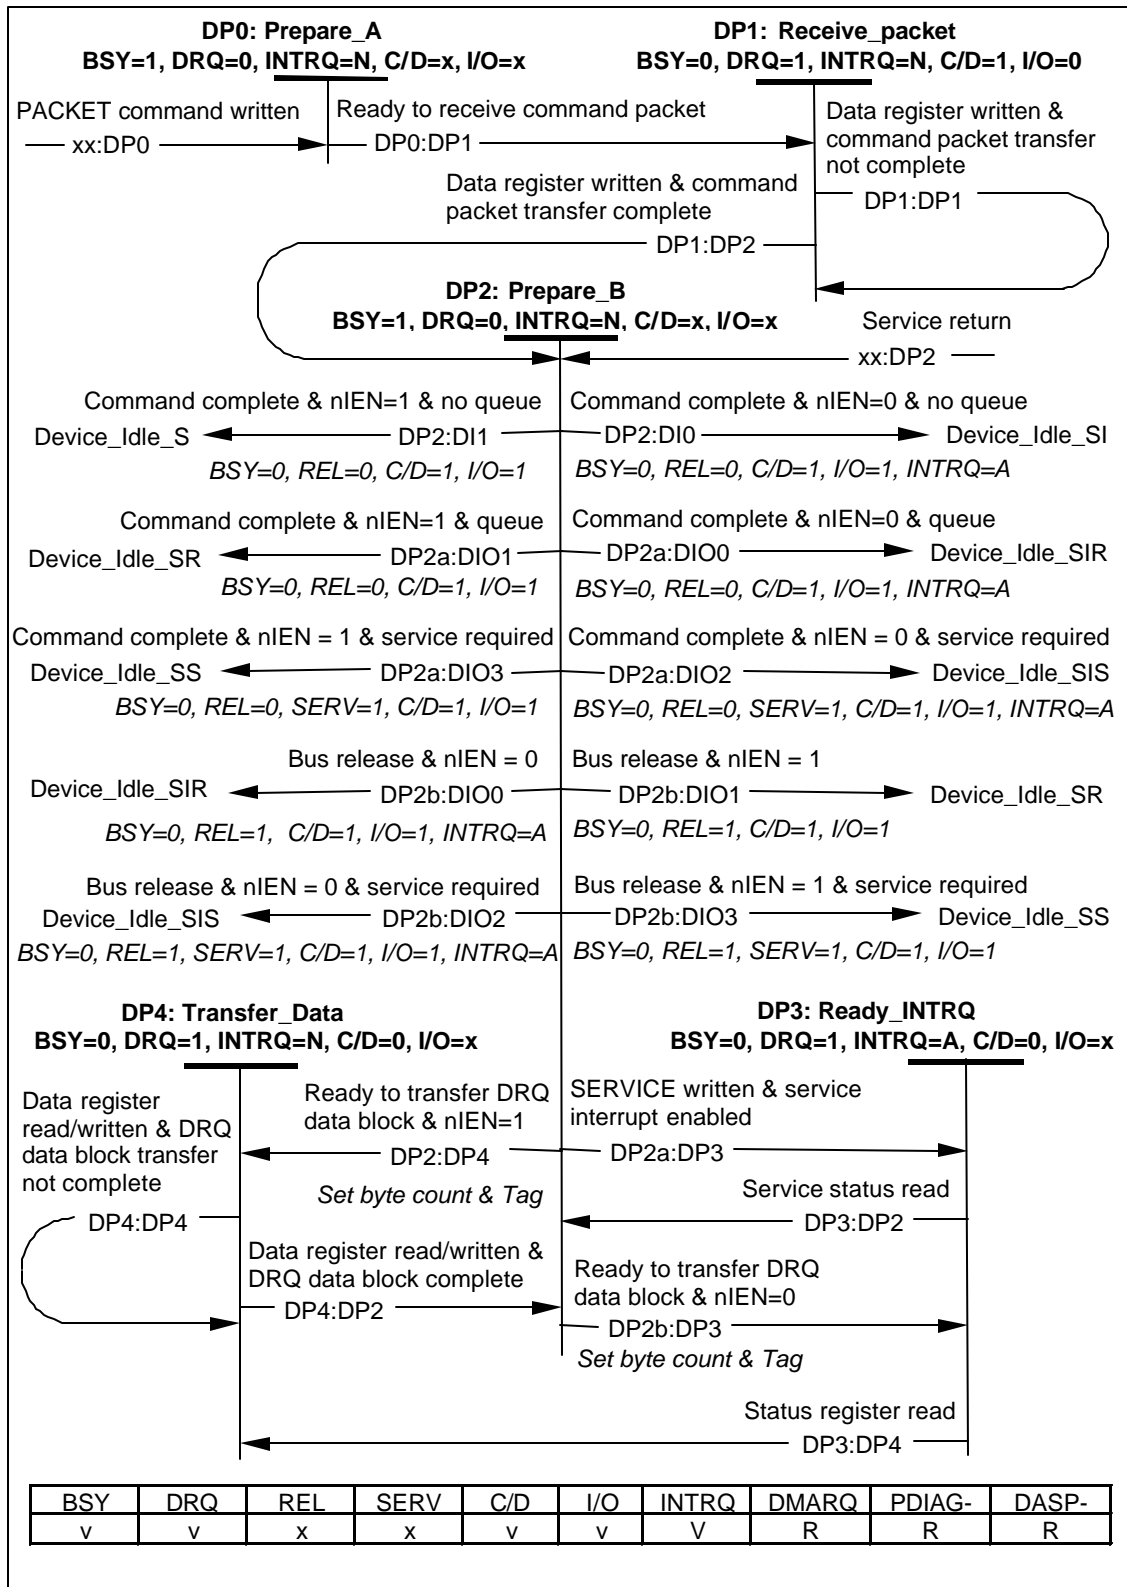 DP0: Prepare_A
BSY=1, DRQ=0, INTRQ=N, C/D=x, I/O=x
DP1: Receive_packet
BSY=0, DRQ=1, INTRQ=N, C/D=1, I/O=0
PACKET command written
xx:DP0
Ready to receive command packet
DP0:DP1
Data register written &
command packet transfer
not complete
DP1:DP1
Data register written & command
packet transfer complete
DP1:DP2
DP2: Prepare_B
BSY=1, DRQ=0, INTRQ=N, C/D=x, I/O=x
Service return
xx:DP2
Command complete & nIEN=1 & no queue
Device_Idle_S
DP2:DI1
BSY=0, REL=0, C/D=1, I/O=1
Command complete & nIEN=0 & no queue
DP2:DI0
Device_Idle_SI
BSY=0, REL=0, C/D=1, I/O=1, INTRQ=A
Command complete & nIEN=1 & queue
Device_Idle_SR
DP2a:DIO1
BSY=0, REL=0, C/D=1, I/O=1
Command complete & nIEN=0 & queue
DP2a:DIO0
Device_Idle_SIR
BSY=0, REL=0, C/D=1, I/O=1, INTRQ=A
Command complete & nIEN = 1 & service required
Device_Idle_SS
DP2a:DIO3
BSY=0, REL=0, SERV=1, C/D=1, I/O=1
Command complete & nIEN = 0 & service required
DP2a:DIO2
Device_Idle_SIS
BSY=0, REL=0, SERV=1, C/D=1, I/O=1, INTRQ=A
Bus release & nIEN = 0
Device_Idle_SIR
DP2b:DIO0
BSY=0, REL=1, C/D=1, I/O=1, INTRQ=A
Bus release & nIEN = 1
DP2b:DIO1
Device_Idle_SR
BSY=0, REL=1, C/D=1, I/O=1
Bus release & nIEN = 0 & service required
Device_Idle_SIS
DP2b:DIO2
BSY=0, REL=1, SERV=1, C/D=1, I/O=1, INTRQ=A
Bus release & nIEN = 1 & service required
DP2b:DIO3
Device_Idle_SS
BSY=0, REL=1, SERV=1, C/D=1, I/O=1
DP4: Transfer_Data
BSY=0, DRQ=1, INTRQ=N, C/D=0, I/O=x
DP3: Ready_INTRQ
BSY=0, DRQ=1, INTRQ=A, C/D=0, I/O=x
Data register
read/written & DRQ
data block transfer
not complete
DP4:DP4
Ready to transfer DRQ
data block & nIEN=1
DP2:DP4
Set byte count & Tag
SERVICE written & service
interrupt enabled
DP2a:DP3
Service status read
DP3:DP2
Data register read/written &
DRQ data block complete
DP4:DP2
Ready to transfer DRQ
data block & nIEN=0
DP2b:DP3
Set byte count & Tag
Status register read
DP3:DP4
BSY DRQ REL SERV C/D I/O INTRQ DMARQ PDIAG- DASP-
v v x x v v V R R R